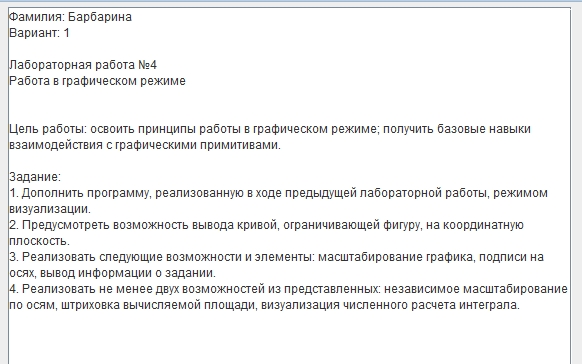 Фамилия: Барбарина
Вариант: 1
Лабораторная работа №4
Работа в графическом режиме
Цель работы: освоить принципы работы в графическом режиме; получить базовые навыки
взаимодействия с графическими примитивами.
Задание:
1. Дополнить программу, реализованную в ходе предыдущей лабораторной работы, режимом
визуализации.
2. Предусмотреть возможность вывода кривой, ограничивающей фигуру, на координатную
плоскость.
3. Реализовать следующие возможности и элементы: масштабирование графика, подписи на
осях, вывод информации о задании.
4. Реализовать не менее двух возможностей из представленных: независимое масштабирование
по осям, штриховка вычисляемой площади, визуализация численного расчета интеграла.